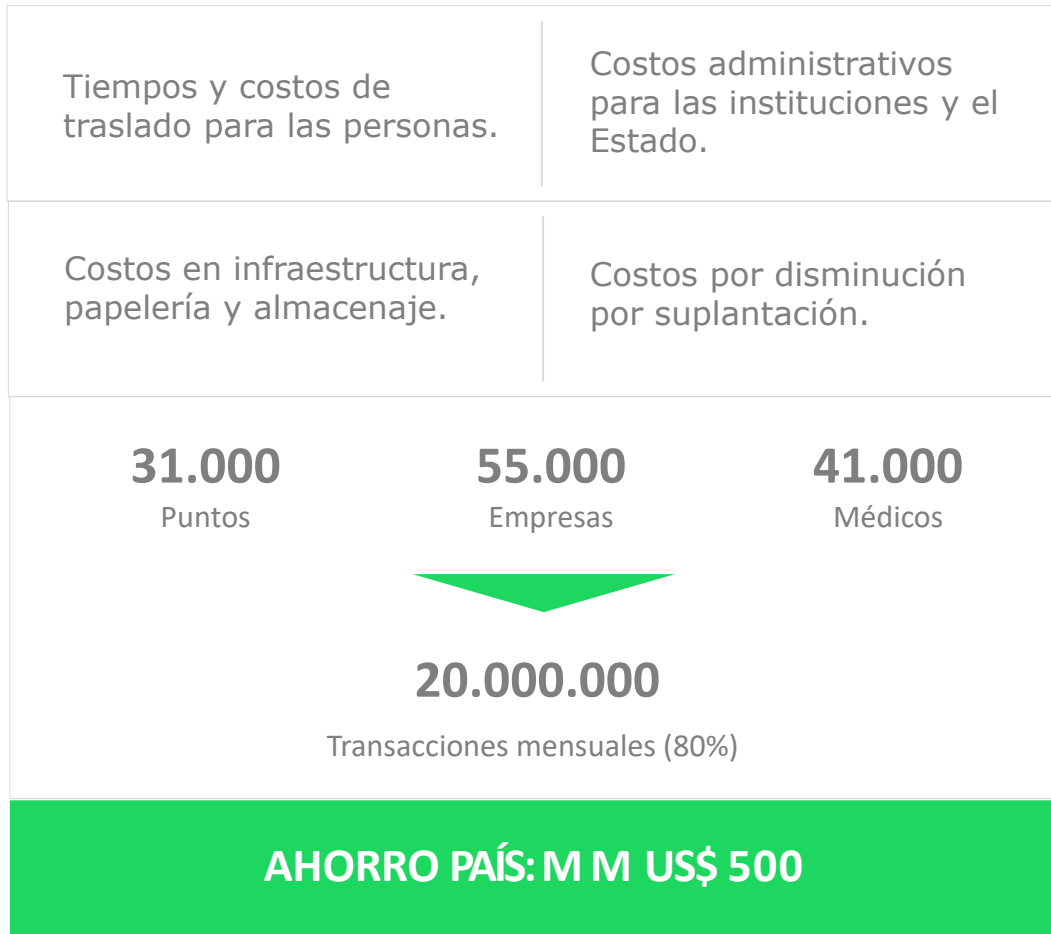 Tiempos y costos de
traslado para las personas.
Costos administrativos
para las instituciones y el
Estado.
Costos en infraestructura,
papelería y almacenaje.
Costos por disminución
por suplantación.
31.000
Puntos
55.000
Empresas
41.000
Médicos
20.000.000
Transacciones mensuales (80%)
AHORRO PAÍS: M M US$ 500